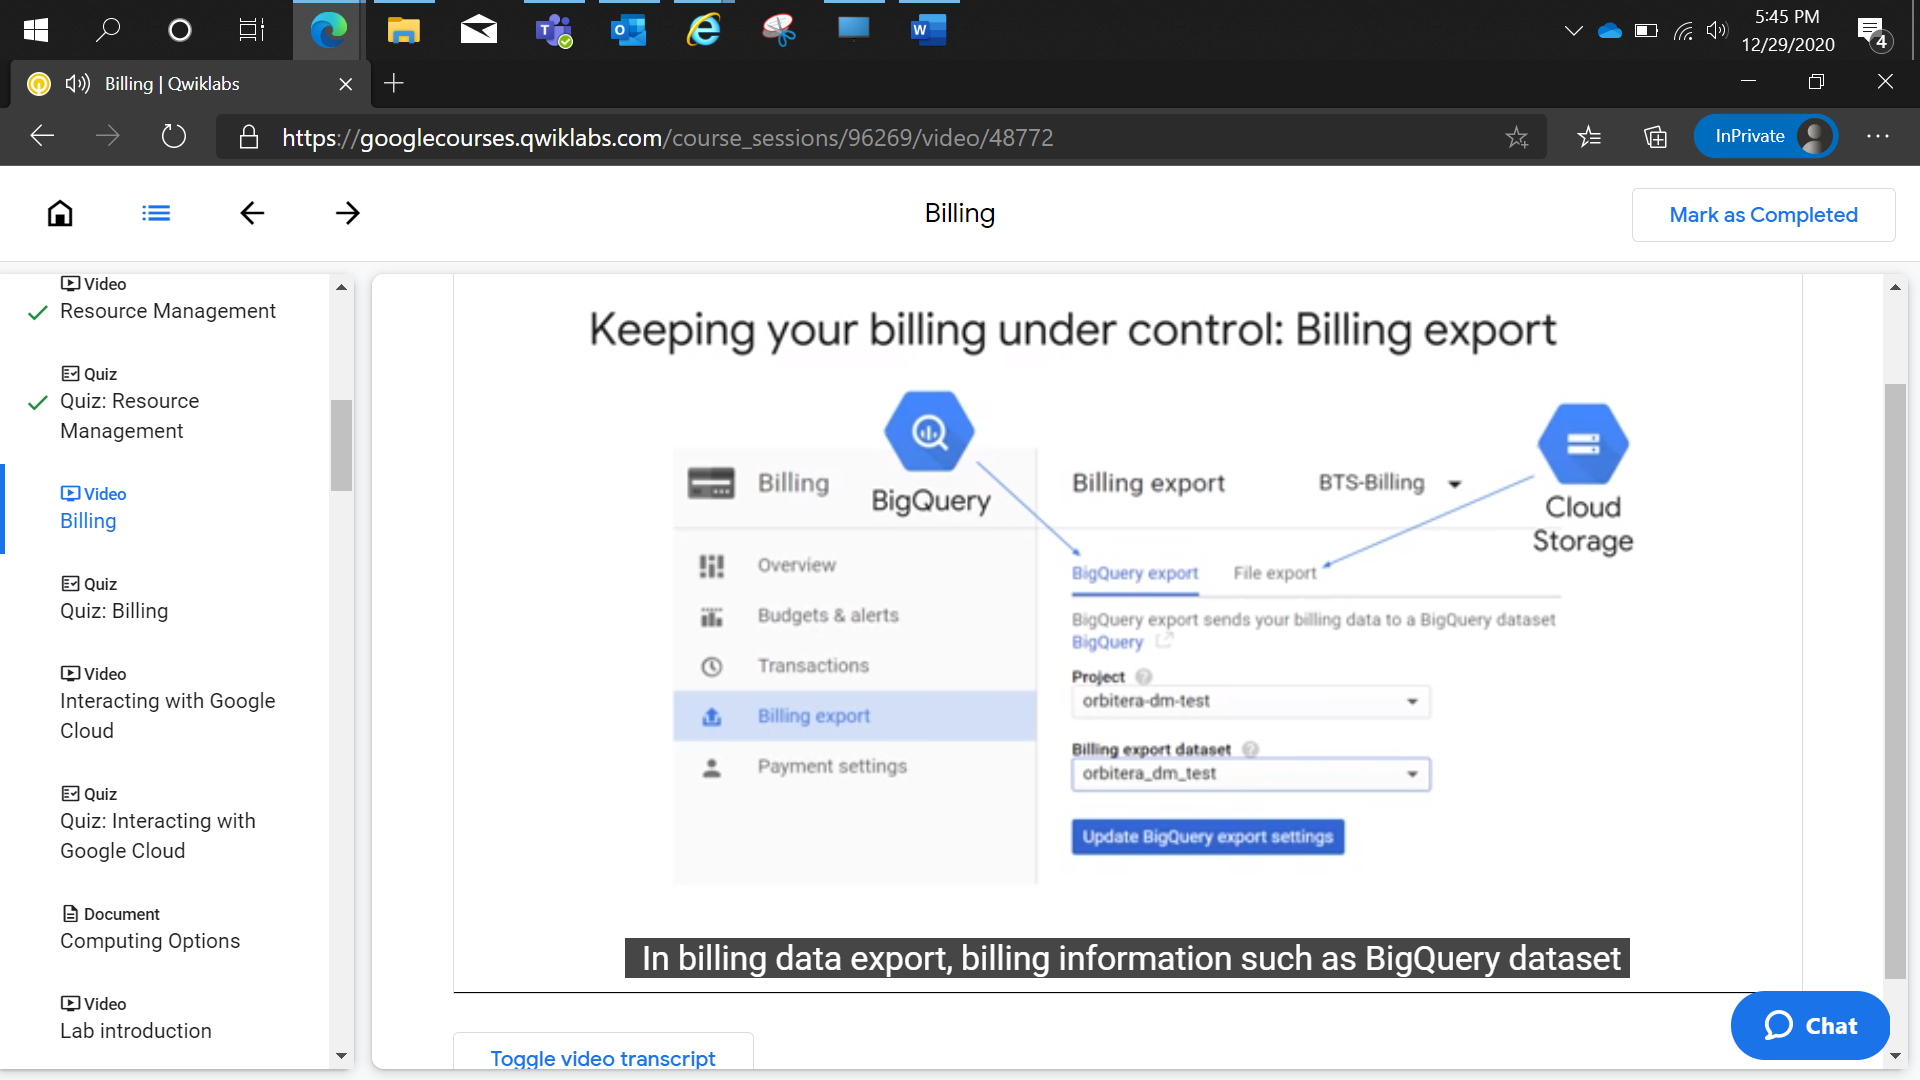 5:45 PM
12/29/2020
4
Billing | Qwiklabs
https://googlecourses.qwiklabs.com/course_sessions/96269/video/48772
InPrivate
Billing
Mark as Completed
Video
Resource Management
Quiz
Quiz: Resource
Management
Video
Billing
Quiz
Quiz: Billing
Video
Interacting with Google
Cloud
Quiz
Quiz: Interacting with
Google Cloud
Document
Computing Options
Video
Lab introduction
Keeping your billing under control: Billing export
Billing
BigQuery
Billing export
BTS-Billing
Cloud
Storage
Overview
Budgets & alerts
Transactions
Billing export
Payment settings
BigQuery export
File export
BigQuery export sends your billing data to a BigQuery dataset
BigQuery
Project
orbitera-dm-test
Billing export dataset
orbitera_dm_test
Update BigQuery export settings
In billing data export, billing information such as BigQuery dataset
Toggle video transcript
Chat